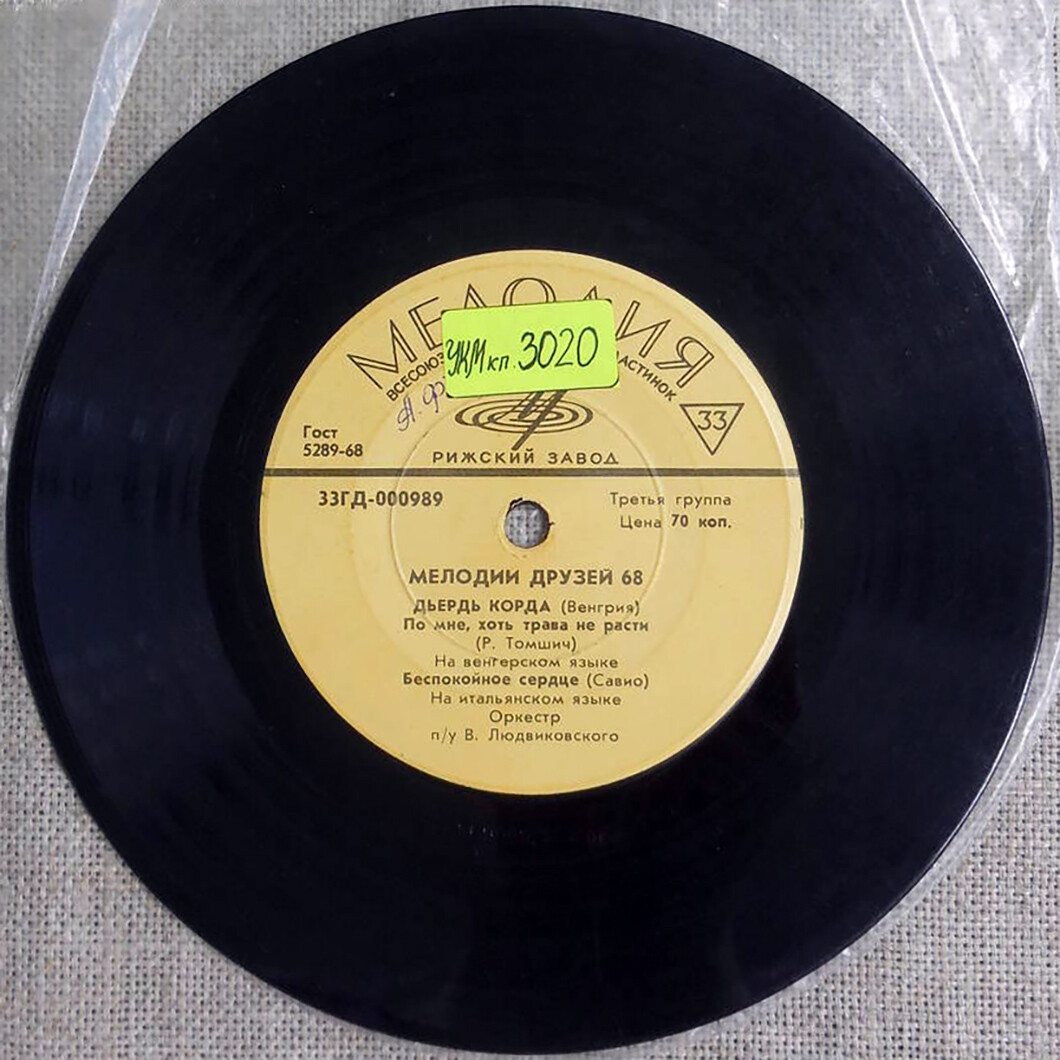 МЕЛОДИЯ
УКМ кп. 3020
ВСЕСОЮЗ АСТИНОК
33
Гост
5289-68
РИЖСКИЙ ЗАВОД
33ГД-000989
Третья группа
Цена 70 коп.
МЕЛОДИИ ДРУЗЕЙ 68
ДЬЕРДЬ КОРДА (Венгрия)
По мне, хоть трава не расти
(Р. Томшич)
На венгерском языке
Беспокойное сердце (Савио)
На итальянском языке
Оркестр
п/у В. Людвиковского